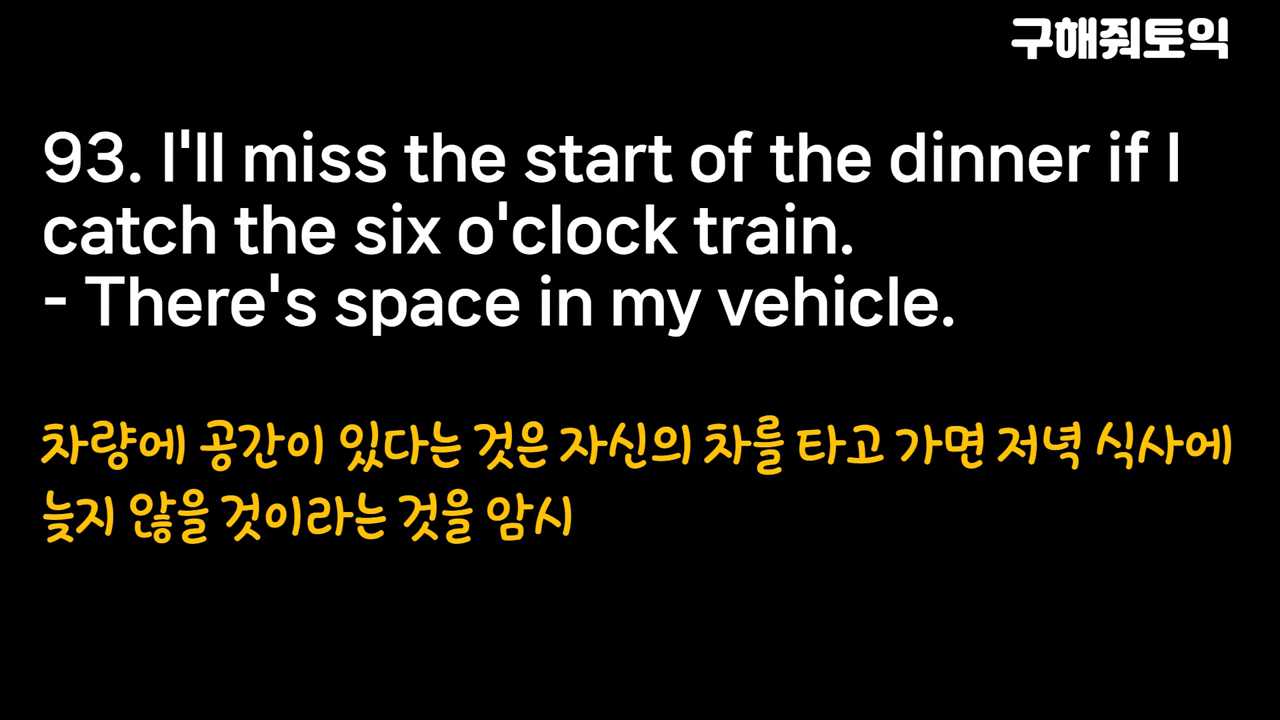 구해줘토익
93. I'll miss the start of the dinner if I
catch the six o'clock train.
- There's space in my vehicle.
차량에 공간이 있다는 것은 자신의 차를 타고 가면 저녁 식사에
늦지 않을 것이라는 것을 암시